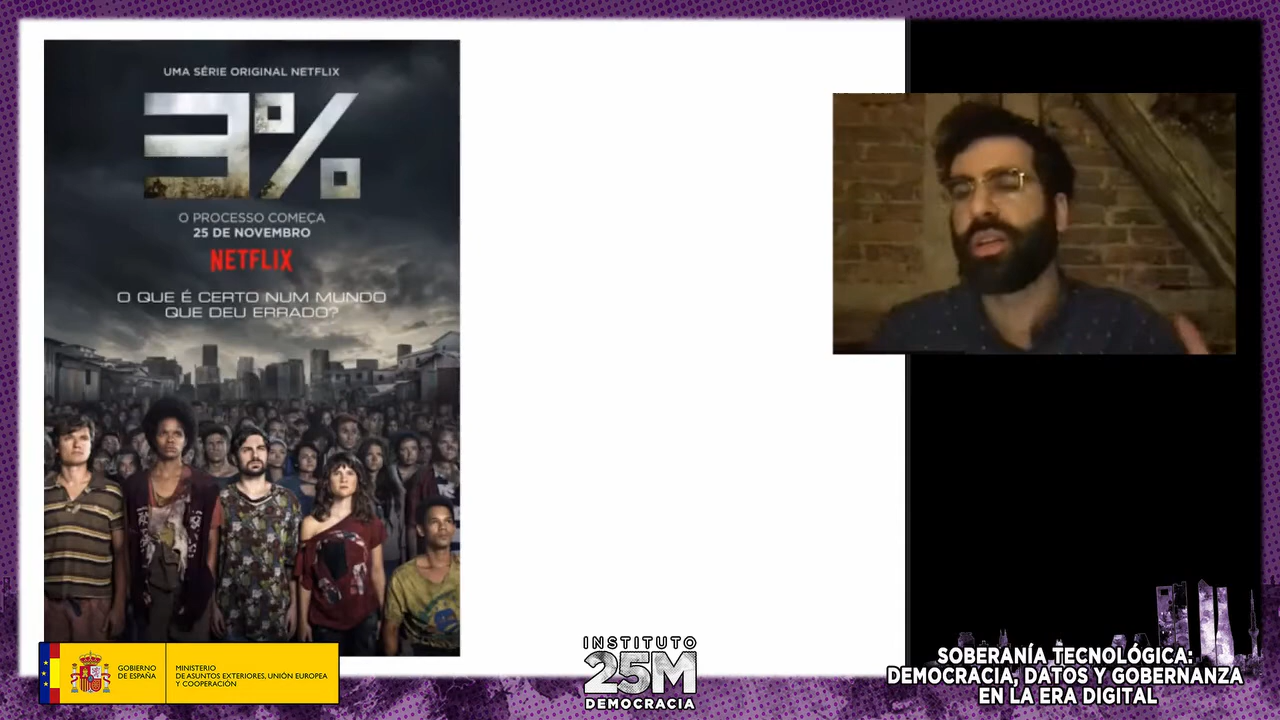 UMA SÉRIE ORIGINAL NETFLIX
3%
O PROCESSO COMEÇA
25 DE NOVEMBRO
NETFLIX
O QUE É CERTO NUM MUNDO
QUE DEU ERRADO?
GOBIERNO
DE ESPAÑA
MINISTERIO
DE ASUNTOS EXTERIORES, UNIÓN EUROPEA
Y COOPERACIÓN
INSTITUTO
25M
DEMOCRACIA
SOBERANÍA TECNOLÓGICA:
DEMOCRACIA, DATOS Y GOBERNANZA
EN LA ERA DIGITAL